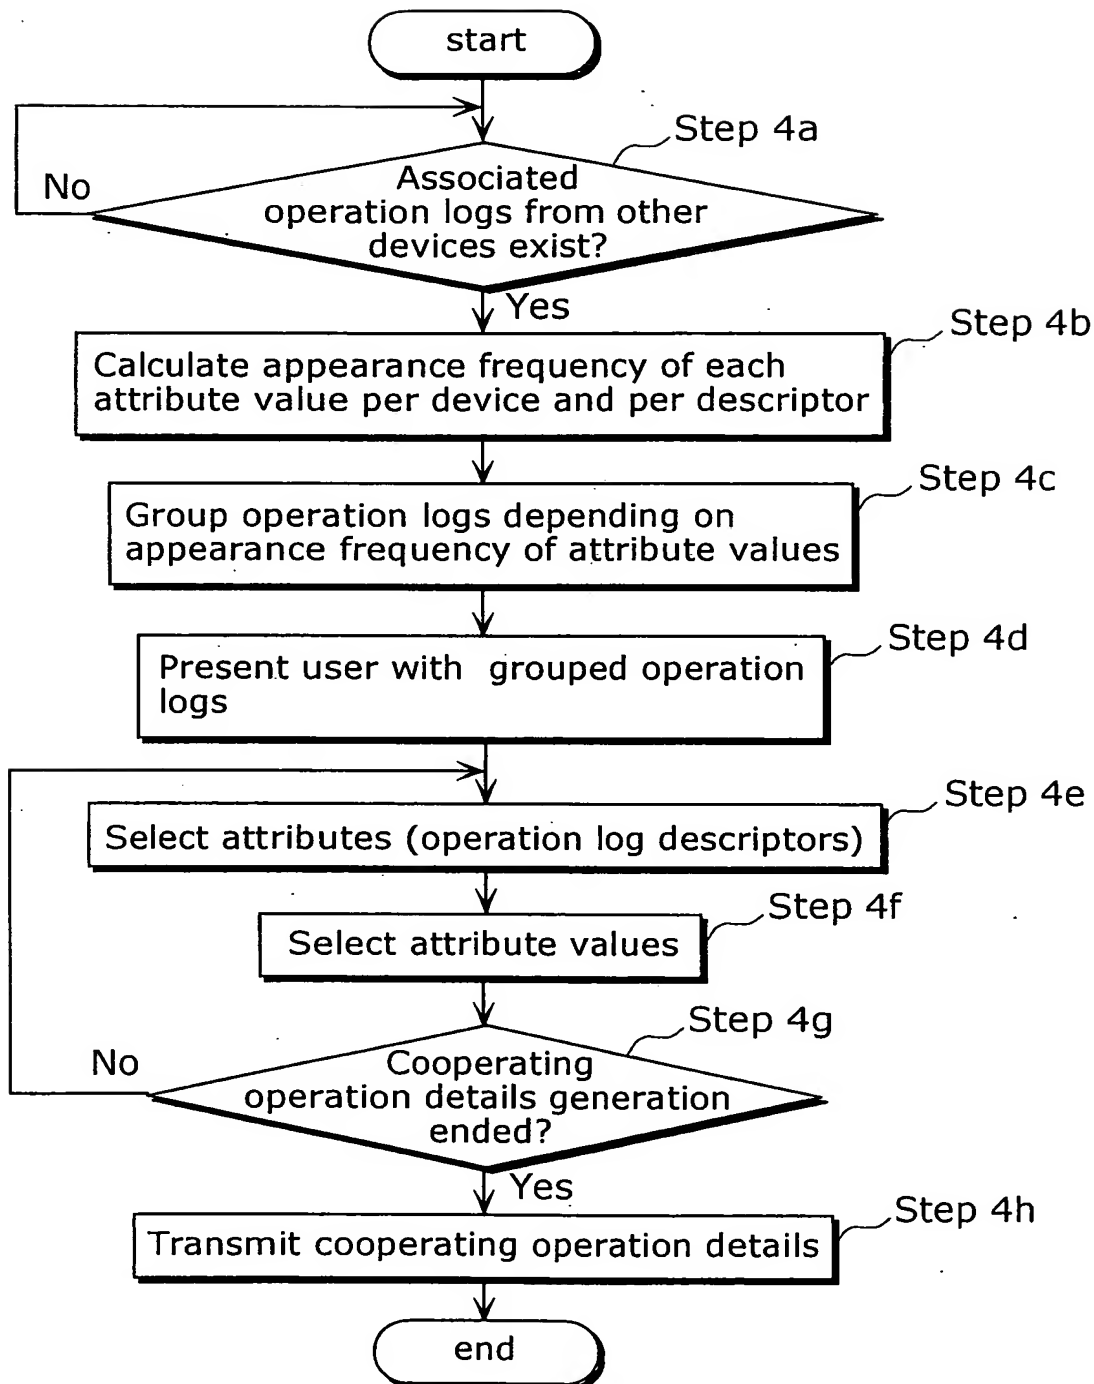 start
Step 4a
No
Associated
operation logs from other
devices exist?
Yes
Step 4b
Calculate appearance frequency of each
attribute value per device and per descriptor
Step 4c
Group operation logs depending on
appearance frequency of attribute values
Step 4d
Present user with grouped operation
logs
Step 4e
Select attributes (operation log descriptors)
Step 4f
Select attribute values
Step 4g
No
Cooperating
operation details generation
ended?
Yes
Step 4h
Transmit cooperating operation details
end